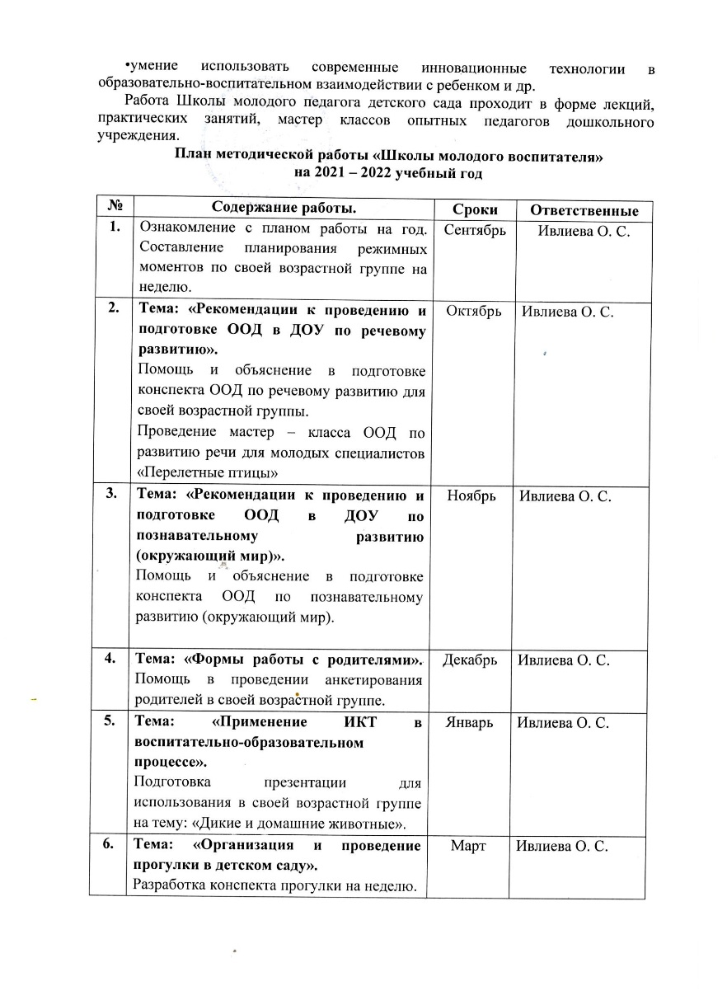 •умение использовать современные инновационные технологии в
образовательно-воспитательном взаимодействии с ребенком и др.
Работа Школы молодого педагога детского сада проходит в форме лекций,
практических занятий, мастер классов опытных педагогов дошкольного
учреждения.
План методической работы «Школы молодого воспитателя»
на 2021 – 2022 учебный год
№ Содержание работы. Сроки Ответственные
1. Ознакомление с планом работы на год. Сентябрь Ивлиева О. С.
Составление планирования режимных
моментов по своей возрастной группе на
неделю.
2. Тема: «Рекомендации к проведению и Октябрь Ивлиева О. С.
подготовке ООД в ДОУ по речевому
развитию».
Помощь и объяснение в подготовке
конспекта ООД по речевому развитию для
своей возрастной группы.
Проведение мастер – класса ООД по
развитию речи для молодых специалистов
«Перелетные птицы»
3. Тема: «Рекомендации к проведению и Ноябрь Ивлиева О. С.
подготовке ООД в ДОУ по
познавательному развитию
(окружающий мир)».
Помощь и объяснение в подготовке
конспекта ООД по познавательному
развитию (окружающий мир).
4. Тема: «Формы работы с родителями». Декабрь Ивлиева О. С.
Помощь в проведении анкетирования
родителей в своей возрастной группе.
5. Тема: «Применение ИКТ в Январь Ивлиева О. С.
воспитательно-образовательном
процессе».
Подготовка презентации для
использования в своей возрастной группе
на тему: «Дикие и домашние животные».
6. Тема: «Организация и проведение Март Ивлиева О. С.
прогулки в детском саду».
Разработка конспекта прогулки на неделю.